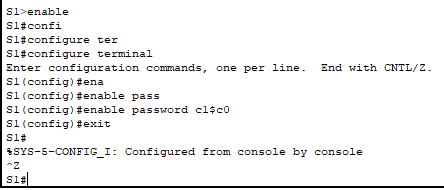 S1>enable
S1#confi
S1#configure ter
S1#configure terminal
Enter configuration commands, one per line.  End with CNTL/Z.
S1(config)#ena
S1(config)#enable pass
S1(config)#enable password c1$c0
S1(config)#exit
S1#
%SYS-5-CONFIG_I: Configured from console by console
^Z
S1#